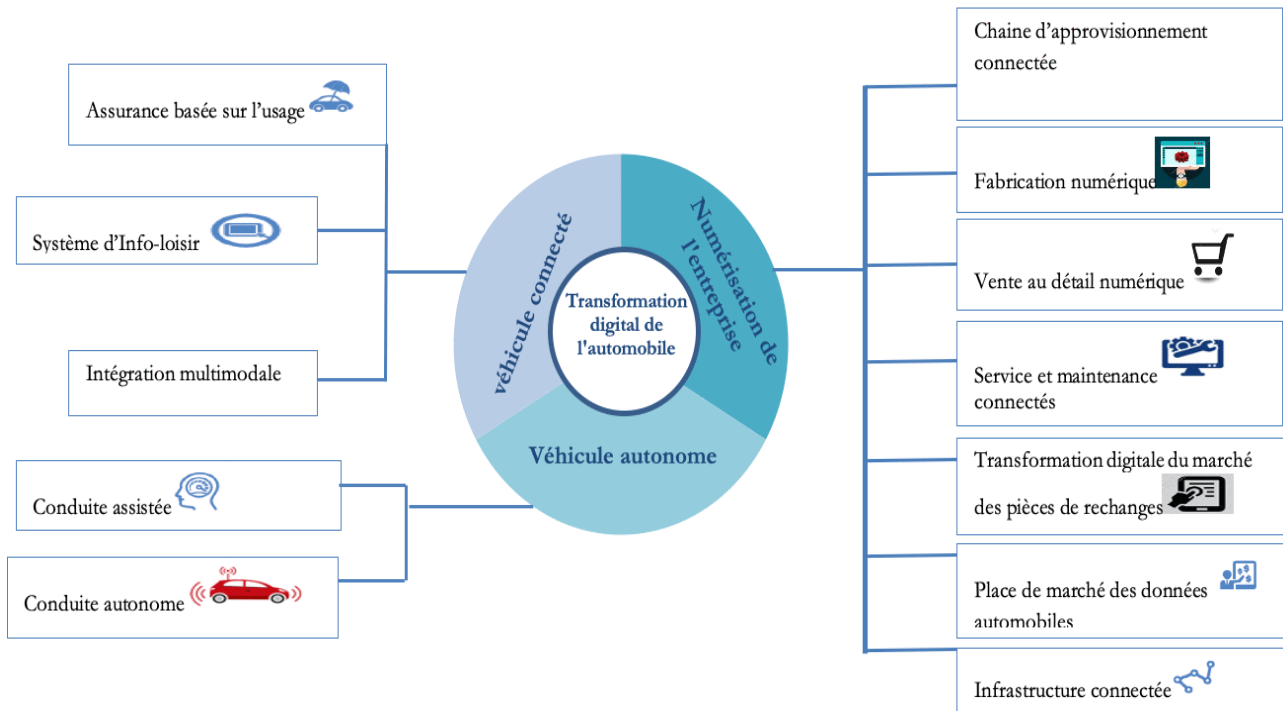 Assurance basée sur l'usage
Système d'Info-loisir
Intégration multimodale
Conduite assistée
Conduite autonome
véhicule connecté
Numérisation de
l'entreprise
Transformation
digital de
l'automobile
Véhicule autonome
Chaine d'approvisionnement
connectée
Fabrication numérique
Vente au détail numérique
Service et maintenance
connectés
Transformation digitale du marché
des pièces de rechanges
Place de marché des données
automobiles
Infrastructure connectée